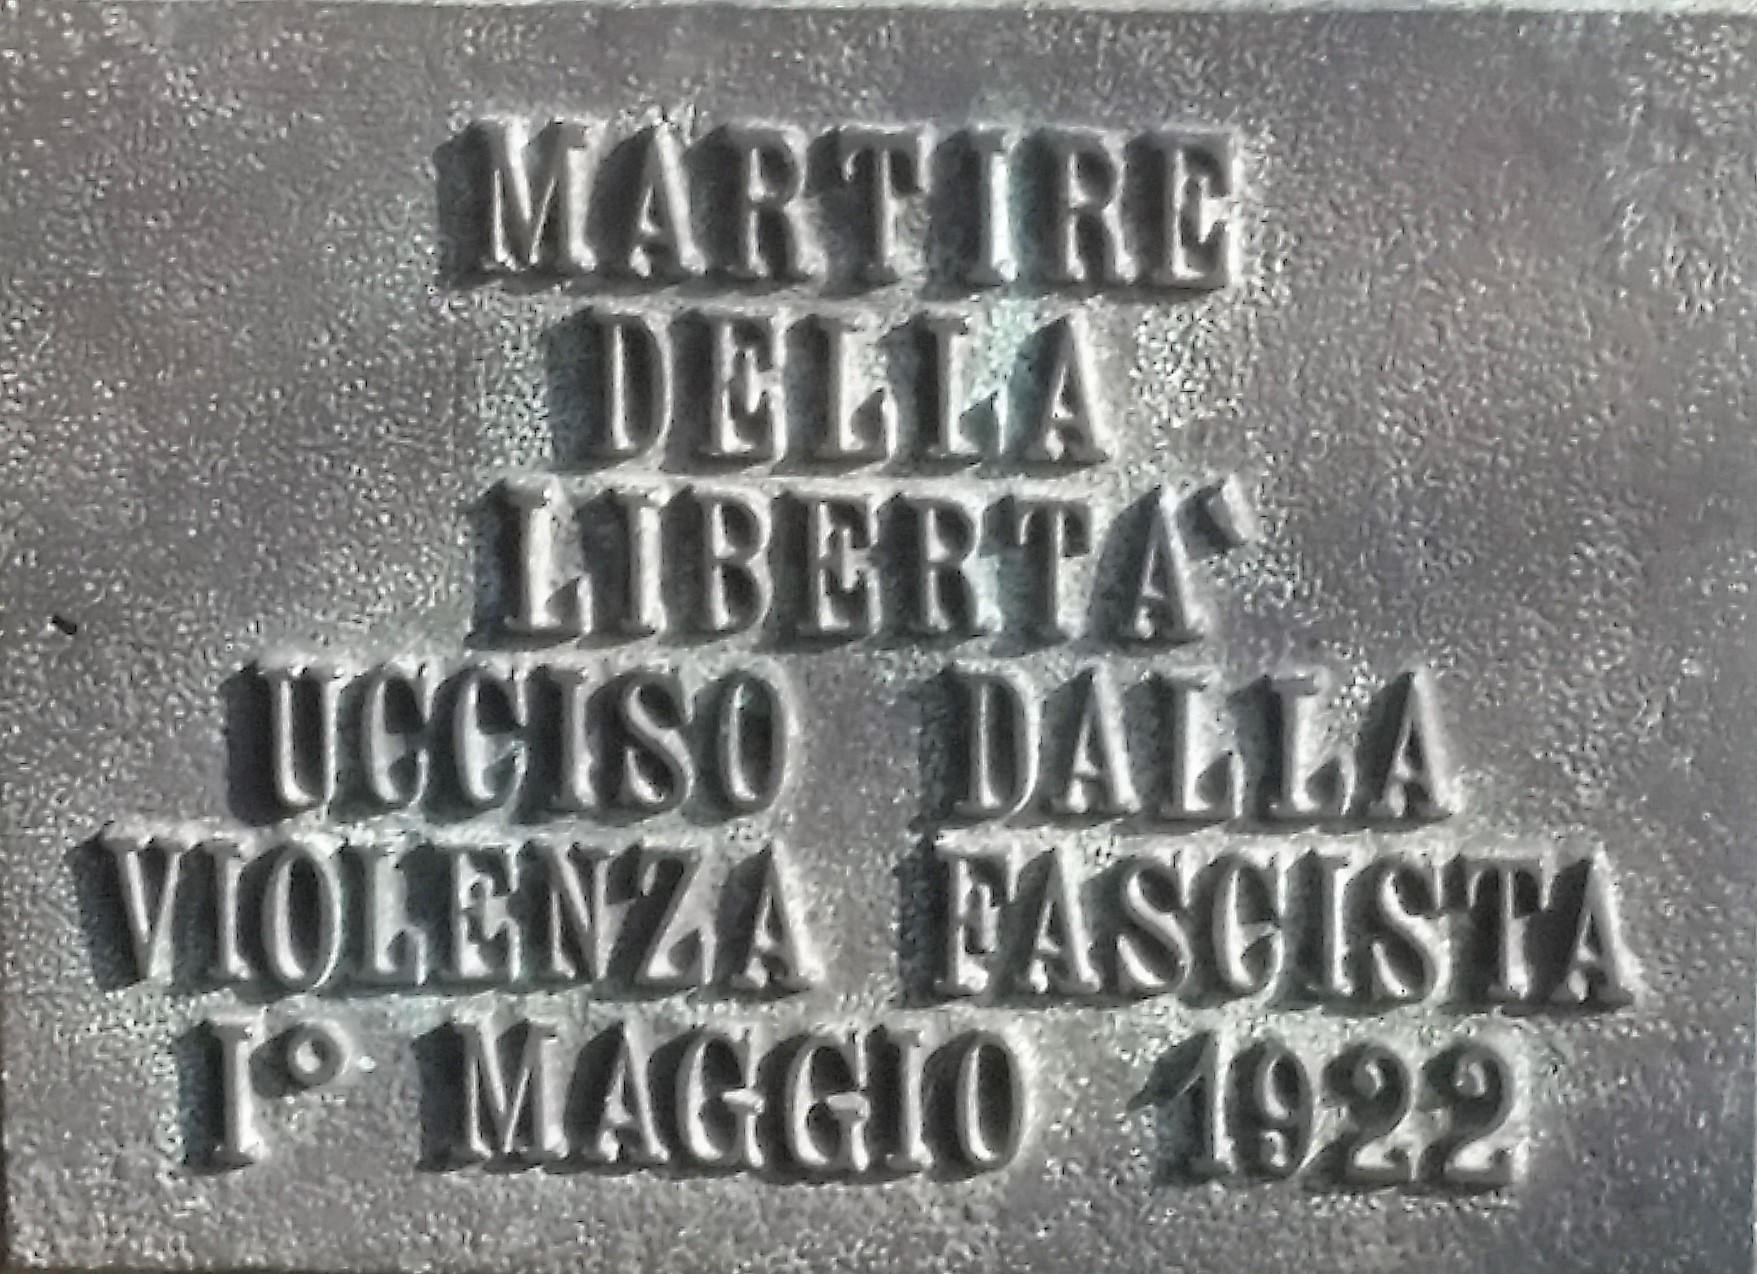 MARTIRE
DELLA
LIBERTA'
UCCISO DALLA
VIOLENZA FASCISTA
I° MAGGIO 1922